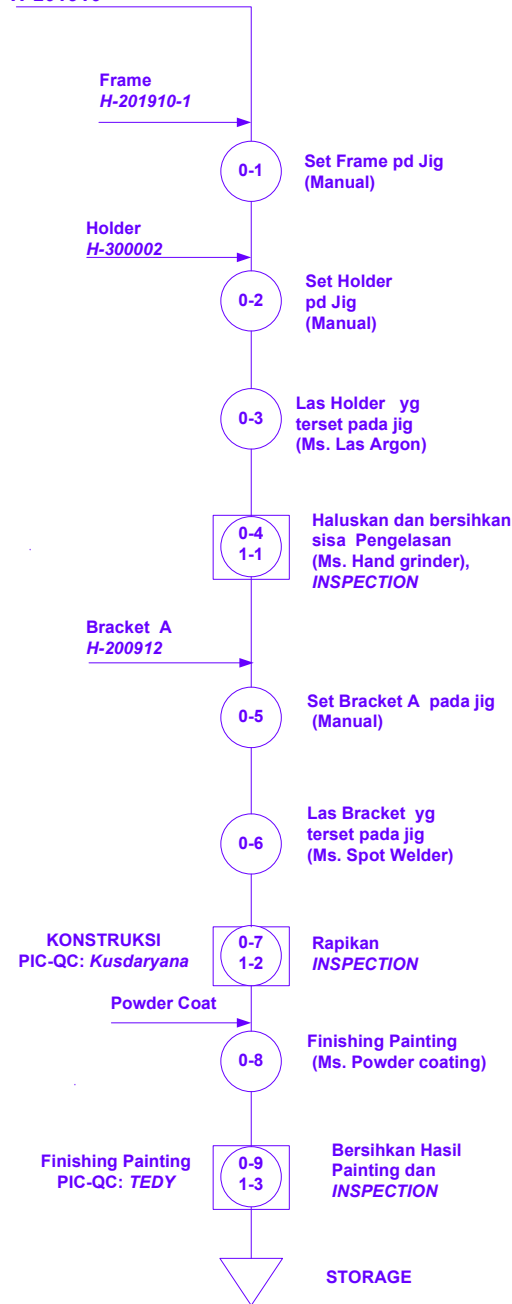 Frame
H-201910-1
0-1
Set Frame pd Jig
(Manual)
Holder
H-300002
0-2
Set Holder
pd Jig
(Manual)
0-3
Las Holder yg
terset pada jig
(Ms. Las Argon)
0-4
1-1
Haluskan dan bersihkan
sisa Pengelasan
(Ms. Hand grinder),
INSPECTION
Bracket A
H-200912
0-5
Set Bracket A pada jig
(Manual)
0-6
Las Bracket yg
terset pada jig
(Ms. Spot Welder)
KONSTRUKSI
PIC-QC: Kusdaryana
0-7
1-2
Rapikan
INSPECTION
Powder Coat
0-8
Finishing Painting
(Ms. Powder coating)
Finishing Painting
PIC-QC: TEDY
0-9
1-3
Bersihkan Hasil
Painting dan
INSPECTION
STORAGE